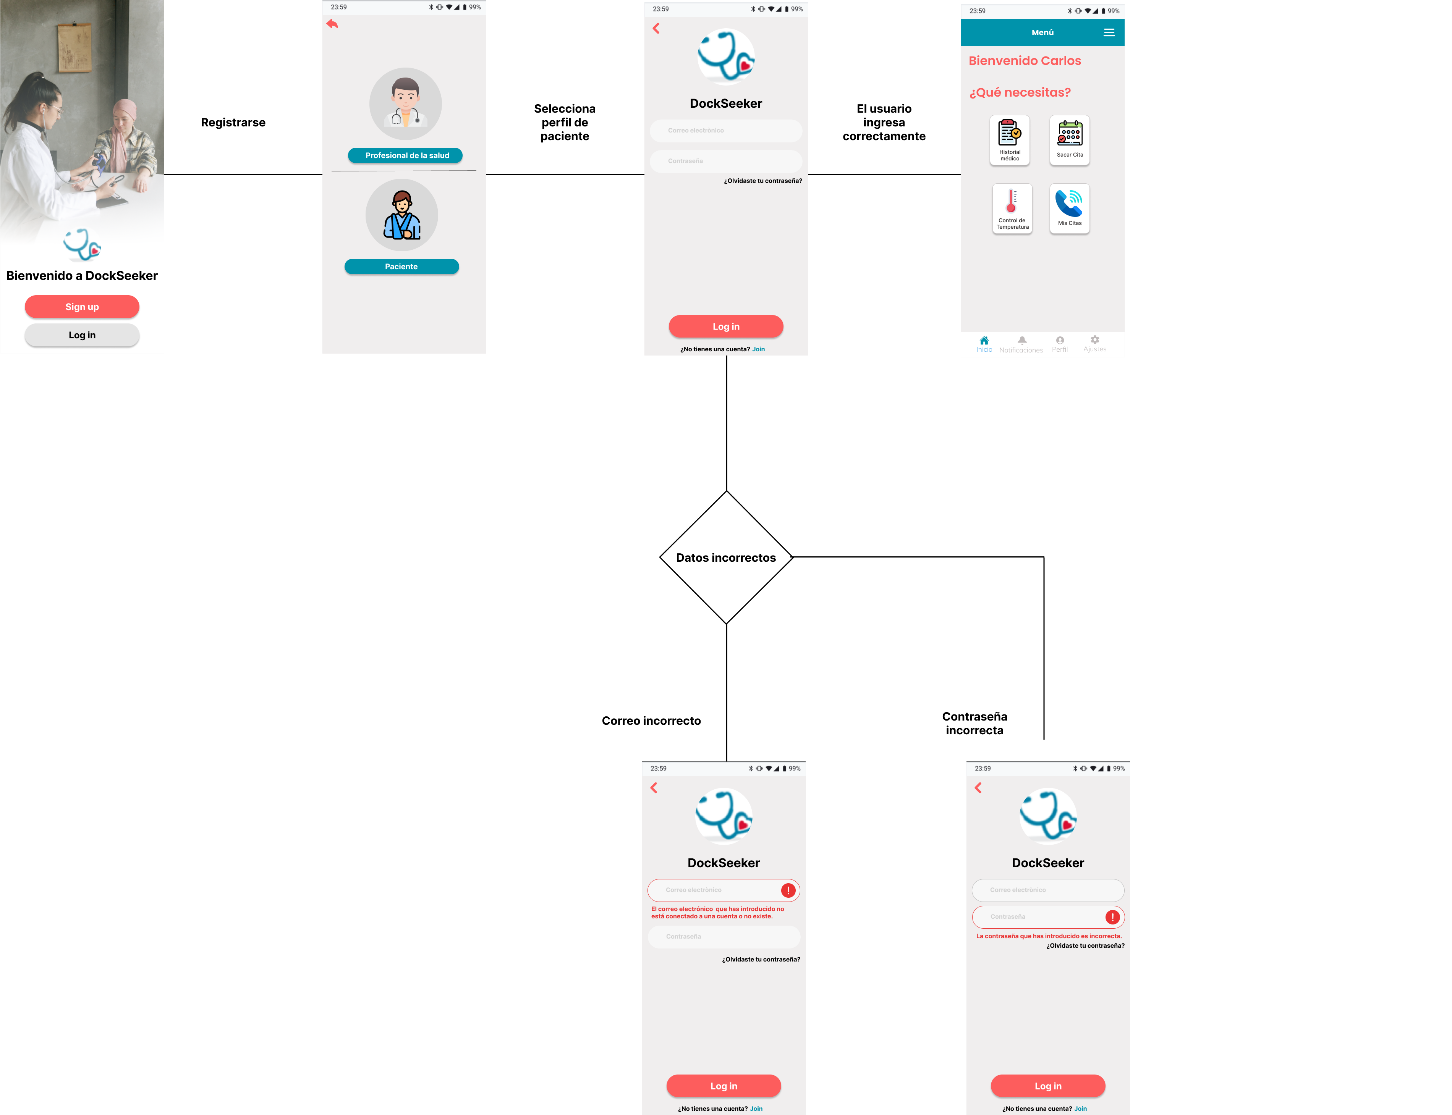 Bienvenido a DockSeeker
Sign up
Log in
Registrarse
23:59
99%
Profesional de la salud
Paciente
Selecciona
perfil de
paciente
23:59
99%
DockSeeker
Correo electrónico
Contraseña
¿Olvidaste tu contraseña?
Log in
¿No tienes una cuenta? Join
El usuario
ingresa
correctamente
23:59
99%
Menú
Bienvenido Carlos
¿Qué necesitas?
Historial
médico
Sacar Cita
Control de
Temperatura
Mis Citas
Inicio
Notificaciones
Perfil
Ajustes
Datos incorrectos
Correo incorrecto
Contraseña
incorrecta
23:59
99%
DockSeeker
Correo electrónico
!
El correo electrónico que has introducido no
está conectado a una cuenta o no existe.
Contraseña
¿Olvidaste tu contraseña?
Log in
¿No tienes una cuenta? Join
23:59
99%
DockSeeker
Correo electrónico
Contraseña
!
La contraseña que has introducido es incorrecta.
¿Olvidaste tu contraseña?
Log in
¿No tienes una cuenta? Join